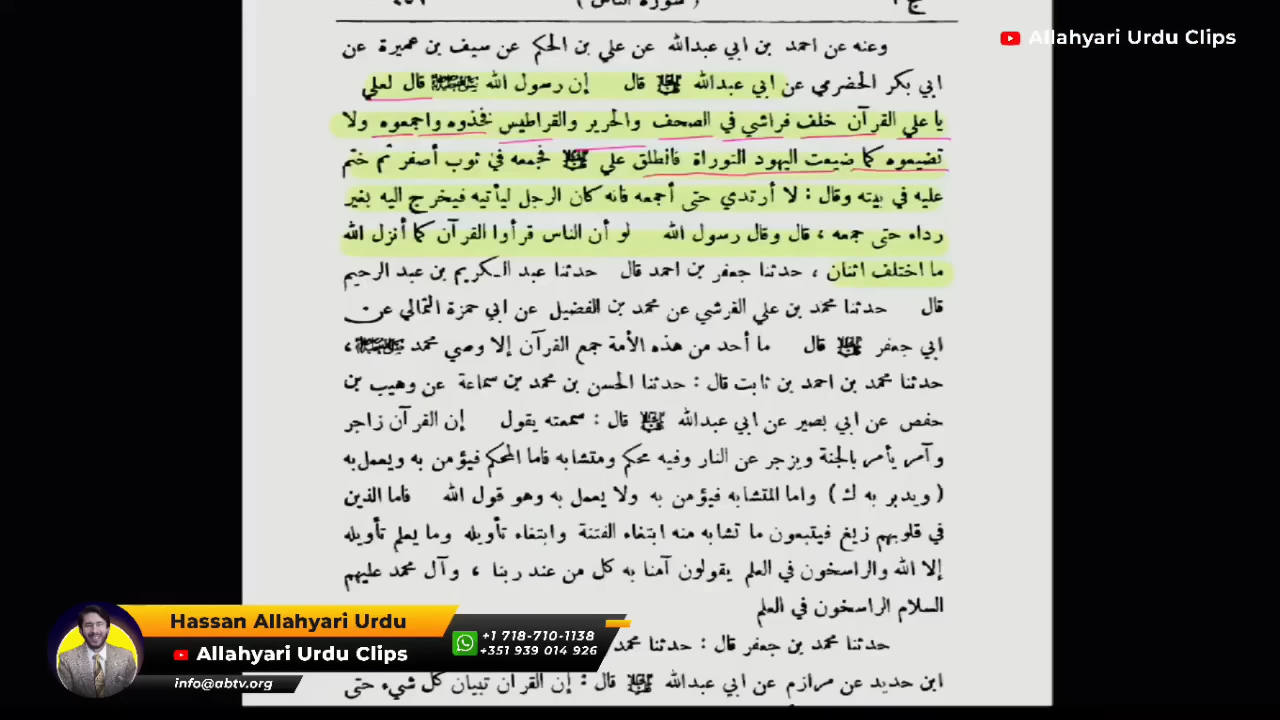 ج ٢ ( سورة الناس ) ٤٥١
Allahyari Urdu Clips
وعنه عن احمد بن ابي عبدالله عن علي بن الحكم عن سيف بن عميرة عن
ابي بكر الحضرمي عن ابي عبدالله قال إن رسول الله قال لعلي
يا علي القرآن خلف فراشي في الصحف والحرير والقراطيس فخذوه واجمعوه ولا
تضيعوه كما ضيعت اليهود التوراة فانطلق علي فجمعه في ثوب أصفر ثم ختم
عليه في بيته وقال : لا أرتدي حتى أجمعه فانه كان الرجل ليأتيه فيخرج اليه بغير
رداء حتى جمعه ، قال وقال رسول الله لو أن الناس قرأوا القرآن كما أنزل الله
ما اختلف اثنان ، حدثنا جعفر بن احمد قال حدثنا عبد الكريم بن عبد الرحيم
قال حدثنا محمد بن علي القرشي عن محمد بن الفضيل عن ابي حمزة الثمالي عن
ابي جعفر قال ما أحد من هذه الأمة جمع القرآن إلا وصي محمد ،
حدثنا محمد بن احمد بن ثابت قال : حدثنا الحسن بن محمد بن سماعة عن وهيب بن
حفص عن ابي بصير عن ابي عبدالله قال : سمعته يقول إن القرآن زاجر
وآمر يأمر بالجنة ويزجر عن النار وفيه محكم ومتشابه فاما المحكم فيؤمن به ويعمل به
( ويدبر به ك ) واما المتشابه فيؤمن به ولا يعمل به وهو قول الله فاما الذين
في قلوبهم زيغ فيتبعون ما تشابه منه ابتغاء الفتنة وابتغاء تأويله وما يعلم تأويله
إلا الله والراسخون في العلم يقولون آمنا به كل من عند ربنا ، وآل محمد عليهم
السلام الراسخون في العلم
حدثنا محمد بن جعفر قال : حدثنا محمد
ابن حديد عن مرازم عن ابي عبدالله قال : إن القرآن تبيان كل شيء حتى
Hassan Allahyari Urdu
Allahyari Urdu Clips
info@abtv.org
+1 718-710-1138
+351 939 014 926